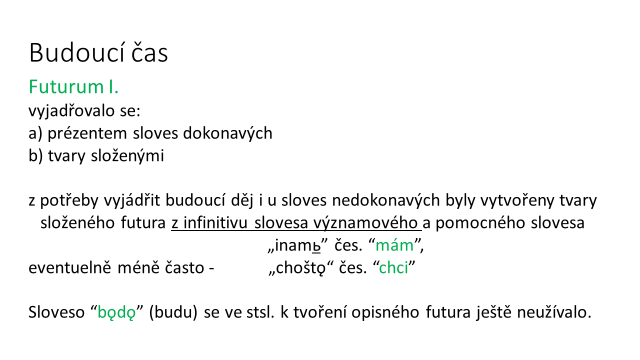 Budoucí čas
Futurum I.
vyjadřovalo se:
a) prézentem sloves dokonavých
b) tvary složenými
z potřeby vyjádřit budoucí děj i u sloves nedokonavých byly vytvořeny tvary
složeného futura z infinitivu slovesa významového a pomocného slovesa
„inamь” čes. “mám”,
eventuelně méně často - „choštǫ“ čes. “chci”
Sloveso “bǫdǫ” (budu) se ve stsl. k tvoření opisného futura ještě neužívalo.